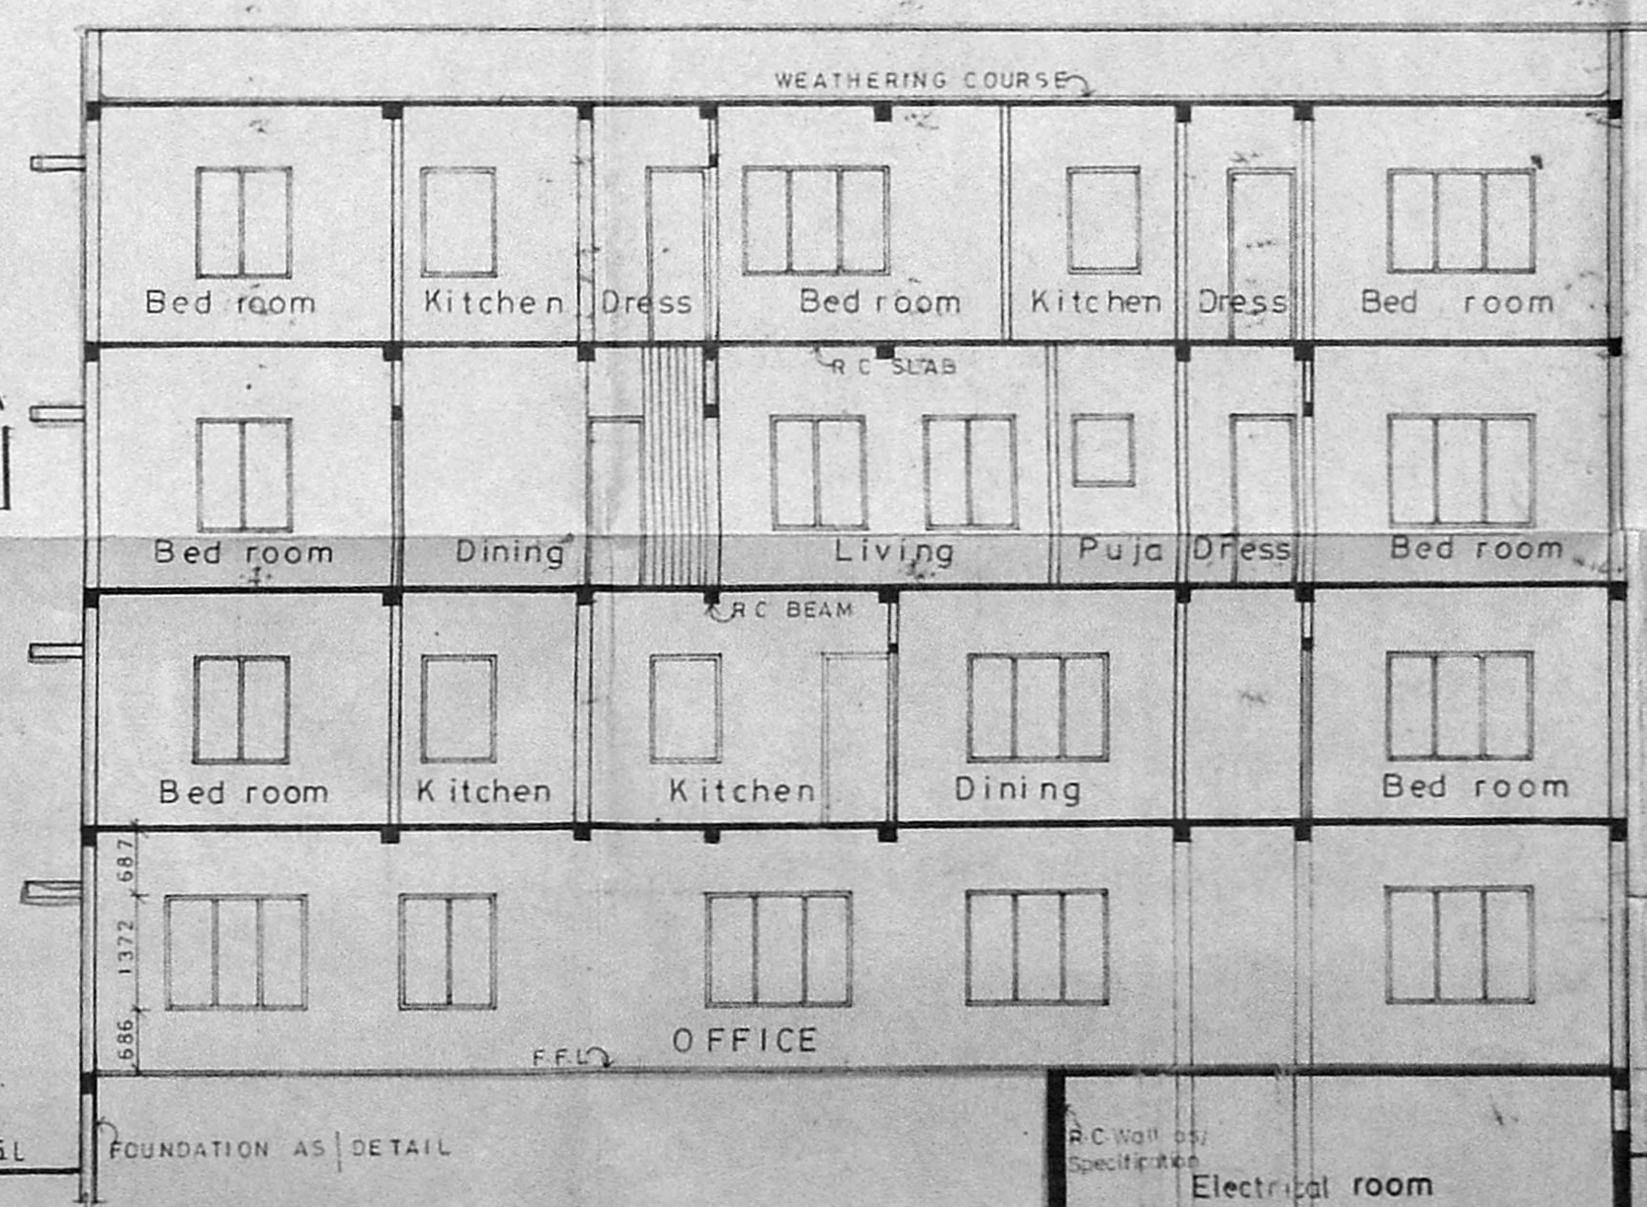 WEATHERING COURSE
Bed room Kitchen Dress Bed room Kitchen Dress Bed room
R C SLAB
Bed room Dining Living Puja Dress Bed room
R C BEAM
Bed room Kitchen Kitchen Dining Bed room
687
1372
686
OFFICE
F.F.L
FOUNDATION AS DETAIL
R.C. Wall as/
Specification
Electrical room